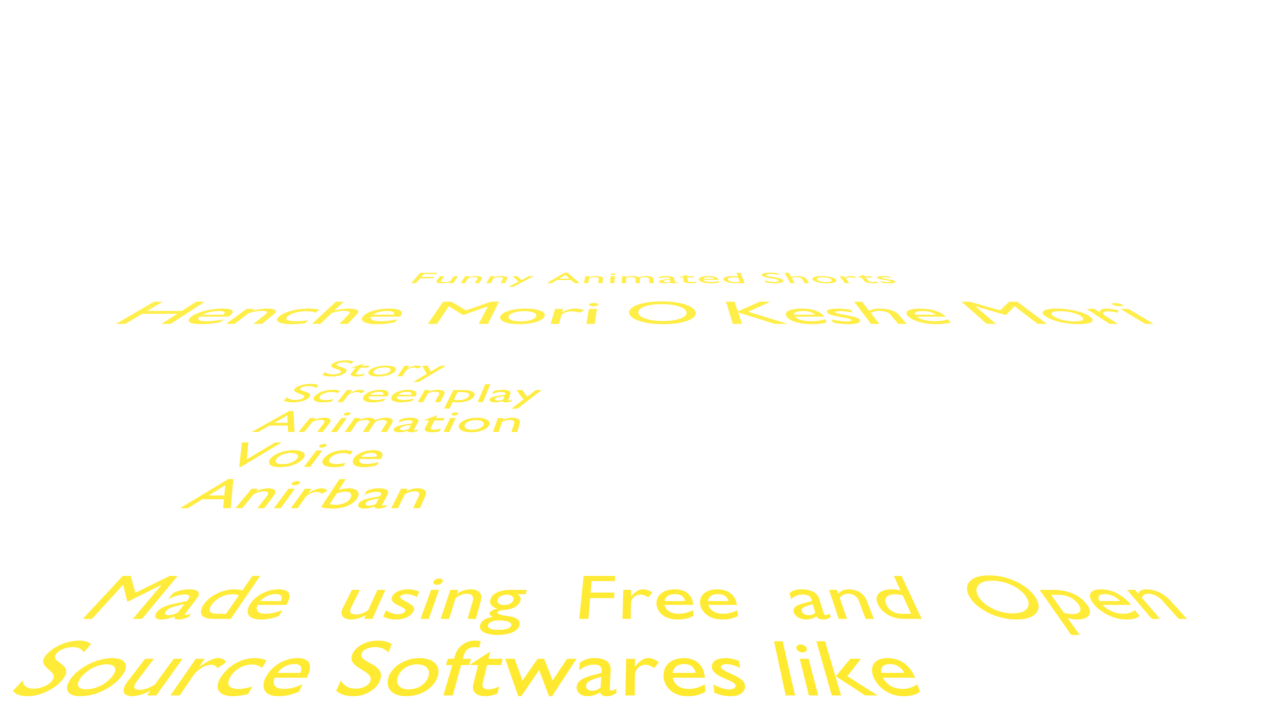 Funny Animated Shorts
Henche Mori O Keshe Mori
Story
Screenplay
Animation
Voice
Anirban
Made using Free and Open
Source Softwares like